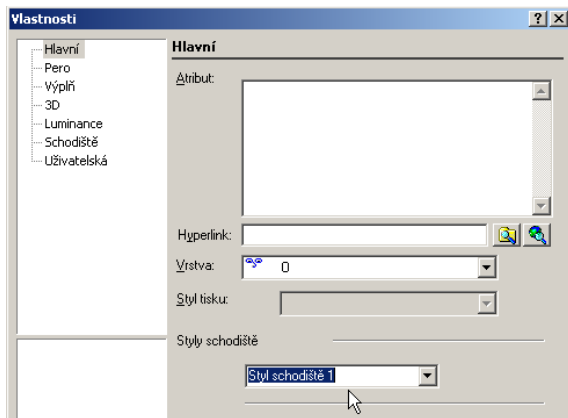 Vlastnosti
Hlavní
Pero
Výplň
3D
Luminance
Schodiště
Uživatelská
Hlavní
Atribut:
Hyperlink:
Vrstva: 0
Styl tisku:
Styly schodiště
Styl schodiště 1